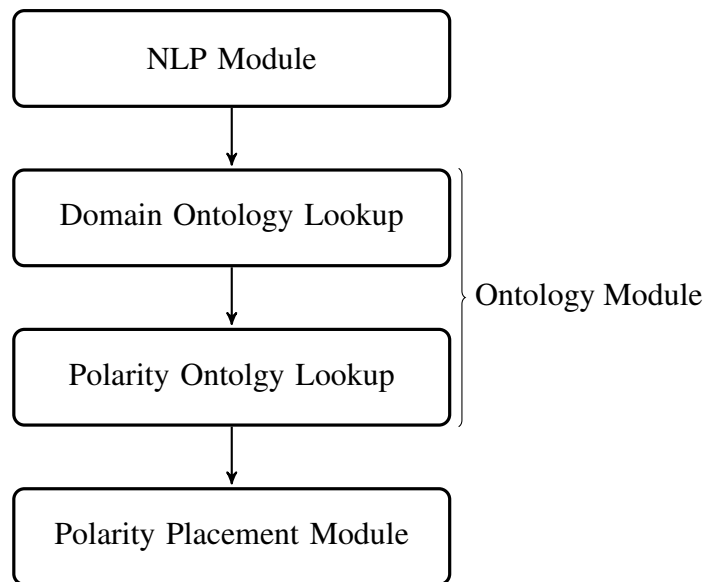 NLP Module
Domain Ontology Lookup
Ontology Module
Polarity Ontolgy Lookup
Polarity Placement Module